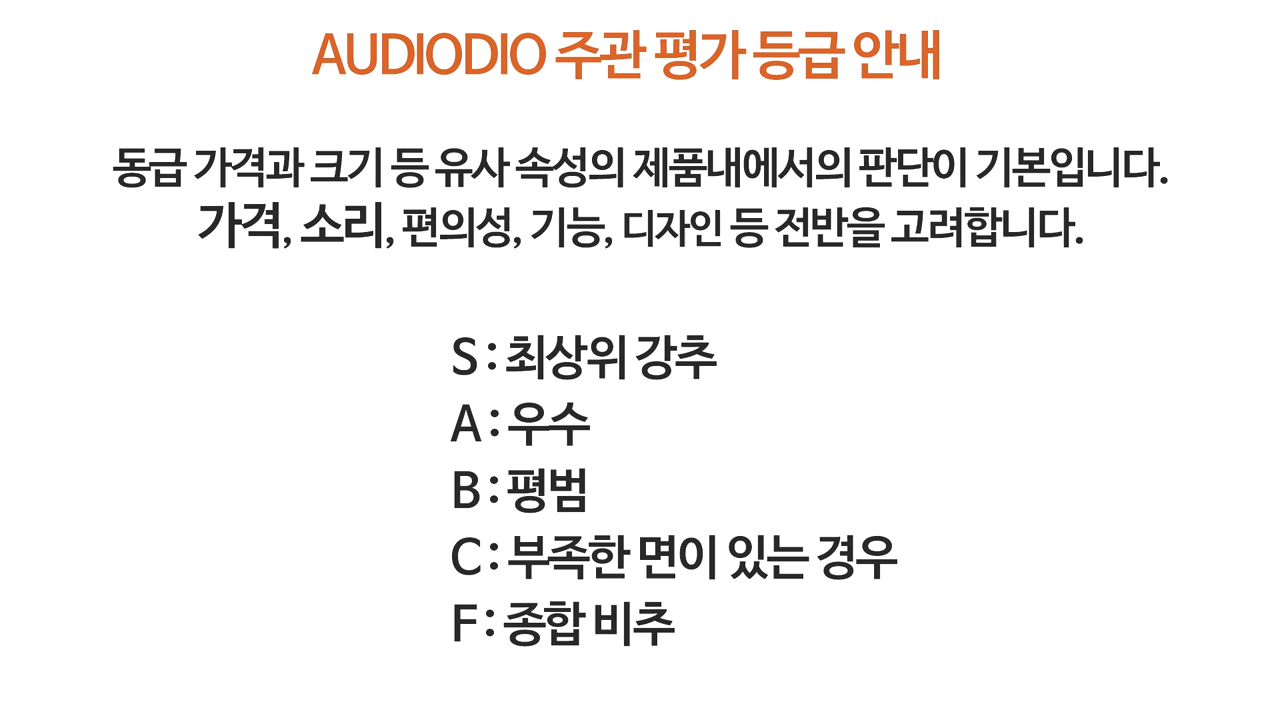 AUDIODIO 주관 평가 등급 안내
동급 가격과 크기 등 유사 속성의 제품내에서의 판단이 기본입니다.
가격, 소리, 편의성, 기능, 디자인 등 전반을 고려합니다.
S : 최상위 강추
A : 우수
B : 평범
C : 부족한 면이 있는 경우
F : 종합 비추